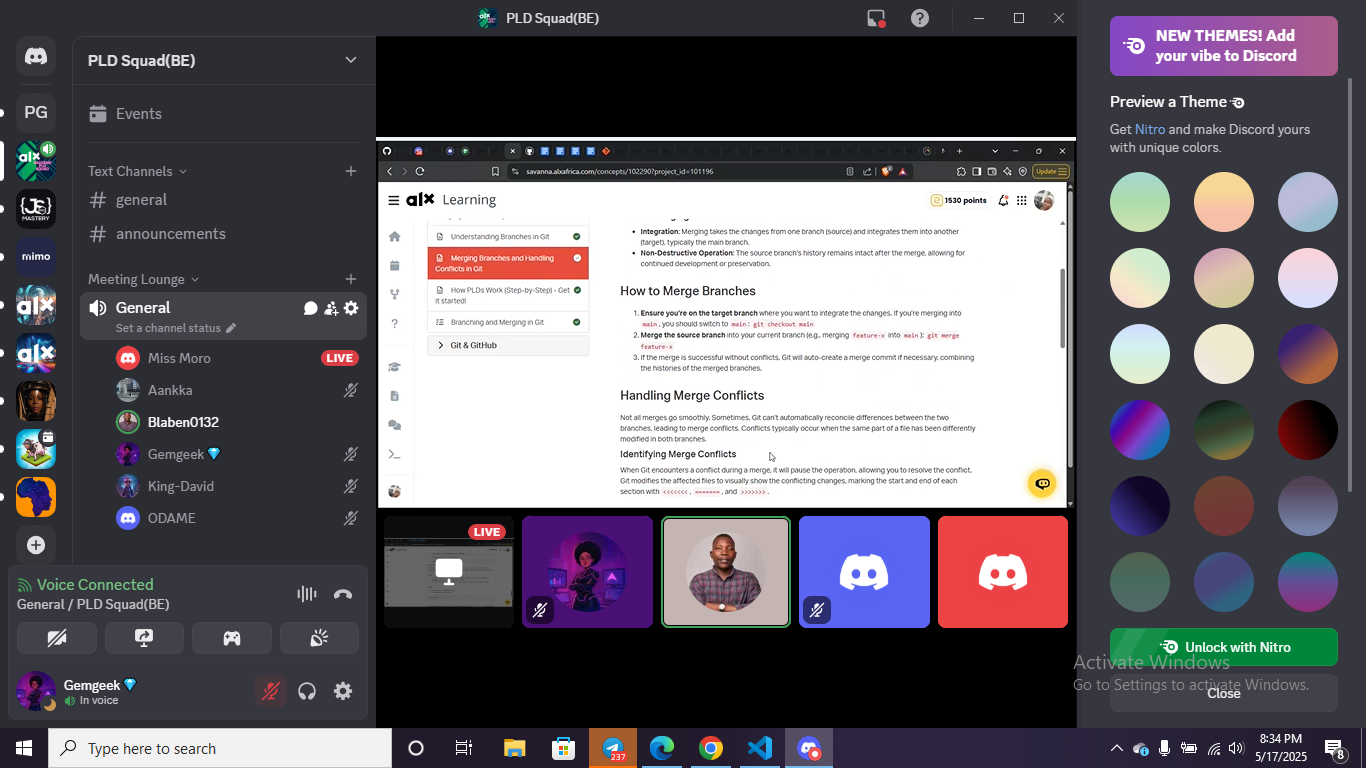 PLD Squad(BE)
PLD Squad(BE)
Events
Text Channels
general
announcements
Meeting Lounge
General
Set a channel status
Miss Moro
LIVE
Aankka
Blaben0132
Gemgeek
King-David
ODAME
Voice Connected
General / PLD Squad(BE)
Gemgeek
In voice
PG
alx
JS
MASTERY
mimo
alx
alx
Update
savanna.alxafrica.com/concepts/102290?project_id=101196
alx Learning
1530 points
Understanding Branches in Git
Merging Branches and Handling
Conflicts in Git
How PLDs Work (Step-by-Step) - Get
it started!
Branching and Merging in Git
Git & GitHub
Integration: Merging takes the changes from one branch (source) and integrates them into another
(target), typically the main branch.
Non-Destructive Operation: The source branch's history remains intact after the merge, allowing for
continued development or preservation.
How to Merge Branches
1. Ensure you're on the target branch where you want to integrate the changes. If you're merging into
main, you should switch to main: git checkout main
2. Merge the source branch into your current branch (e.g., merging feature-x into main): git merge
feature-x
3. If the merge is successful without conflicts, Git will auto-create a merge commit if necessary, combining
the histories of the merged branches.
Handling Merge Conflicts
Not all merges go smoothly. Sometimes, Git can't automatically reconcile differences between the two
branches, leading to merge conflicts. Conflicts typically occur when the same part of a file has been differently
modified in both branches.
Identifying Merge Conflicts
When Git encounters a conflict during a merge, it will pause the operation, allowing you to resolve the conflict.
Git modifies the affected files to visually show the conflicting changes, marking the start and end of each
section with <<<<<<<, =======, and >>>>>>>.
LIVE
NEW THEMES! Add
your vibe to Discord
Preview a Theme
Get Nitro and make Discord yours
with unique colors.
Unlock with Nitro
Close
Activate Windows
Go to Settings to activate Windows.
Type here to search
237
8:34 PM
5/17/2025
8